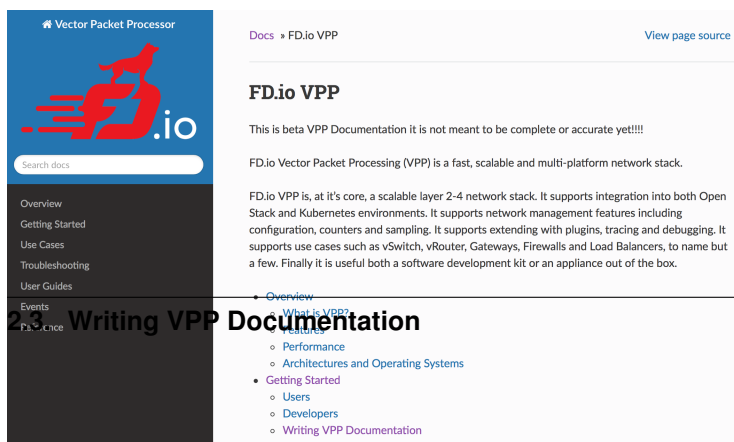 Vector Packet Processor
.io
Search docs
Overview
Getting Started
Use Cases
Troubleshooting
User Guides
Events
Reference
Docs » FD.io VPP
View page source
FD.io VPP
This is beta VPP Documentation it is not meant to be complete or accurate yet!!!!
FD.io Vector Packet Processing (VPP) is a fast, scalable and multi-platform network stack.
FD.io VPP is, at it's core, a scalable layer 2-4 network stack. It supports integration into both Open
Stack and Kubernetes environments. It supports network management features including
configuration, counters and sampling. It supports extending with plugins, tracing and debugging. It
supports use cases such as vSwitch, vRouter, Gateways, Firewalls and Load Balancers, to name but
a few. Finally it is useful both a software development kit or an appliance out of the box.
Overview
What is VPP?
2.3. Writing VPP Documentation
Features
Performance
Architectures and Operating Systems
Getting Started
Users
Developers
Writing VPP Documentation